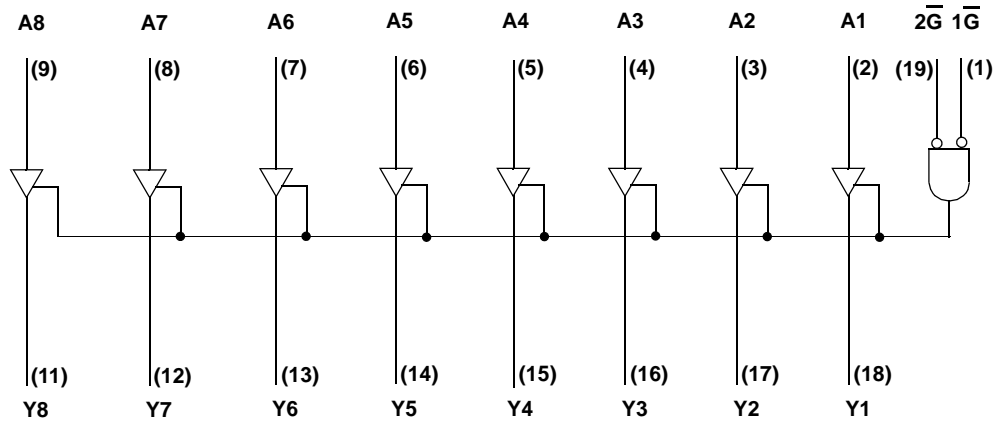 A8 A7 A6 A5 A4 A3 A2 A1 2G̅ 1G̅
(9) (8) (7) (6) (5) (4) (3) (2) (19) (1)
(11) (12) (13) (14) (15) (16) (17) (18)
Y8 Y7 Y6 Y5 Y4 Y3 Y2 Y1